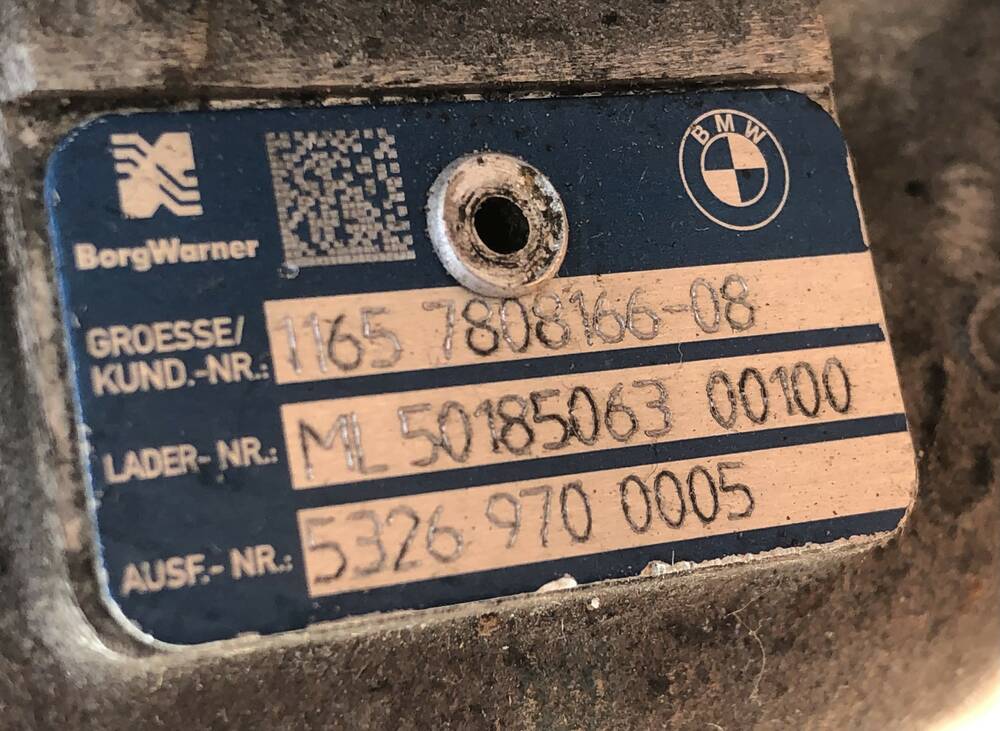 BMW
BorgWarner
GROESSE/
KUND.-NR.: 1165 7808166-08
LADER- NR.: ML 50185063 00100
AUSF.- NR.: 5326 970 0005